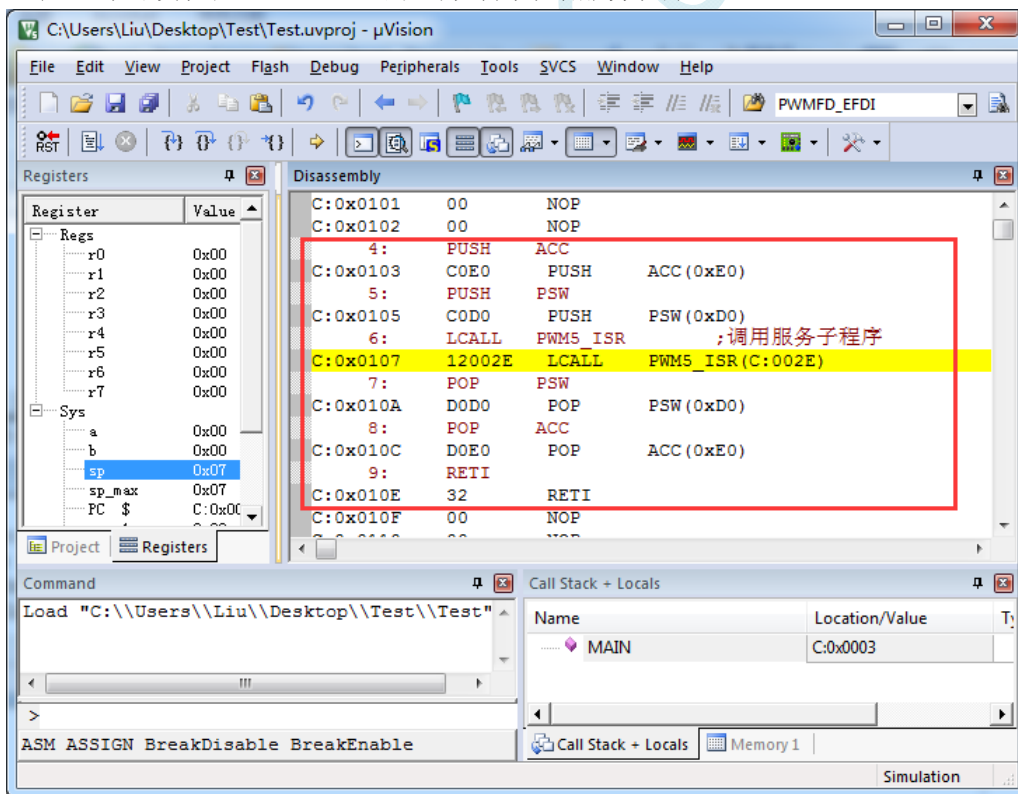 C:\Users\Liu\Desktop\Test\Test.uvproj - µVision
File Edit View Project Flash Debug Peripherals Tools SVCS Window Help
PWMFD_EFDI
RST
Registers
Register Value
Regs
r0 0x00
r1 0x00
r2 0x00
r3 0x00
r4 0x00
r5 0x00
r6 0x00
r7 0x00
Sys
a 0x00
b 0x00
sp 0x07
sp_max 0x07
PC $ C:0x00
Project Registers
Disassembly
C:0x0101 00 NOP
C:0x0102 00 NOP
4: PUSH ACC
C:0x0103 C0E0 PUSH ACC(0xE0)
5: PUSH PSW
C:0x0105 C0D0 PUSH PSW(0xD0)
6: LCALL PWM5_ISR ;调用服务子程序
C:0x0107 12002E LCALL PWM5_ISR(C:002E)
7: POP PSW
C:0x010A D0D0 POP PSW(0xD0)
8: POP ACC
C:0x010C D0E0 POP ACC(0xE0)
9: RETI
C:0x010E 32 RETI
C:0x010F 00 NOP
Command
Load "C:\\Users\\Liu\\Desktop\\Test\\Test"
>
ASM ASSIGN BreakDisable BreakEnable
Call Stack + Locals
Name Location/Value
MAIN C:0x0003
Call Stack + Locals Memory 1
Simulation